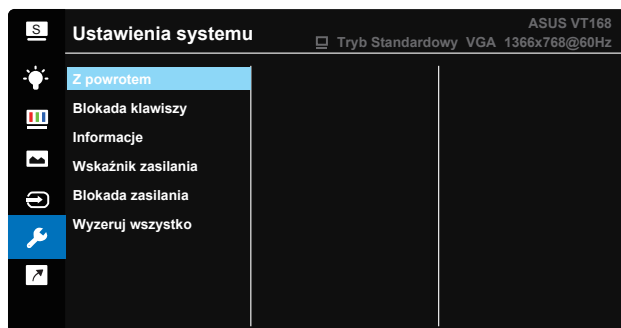 S
ASUS VT168
Ustawienia systemu
Tryb Standardowy VGA 1366x768@60Hz
Z powrotem
Blokada klawiszy
Informacje
Wskaźnik zasilania
Blokada zasilania
Wyzeruj wszystko